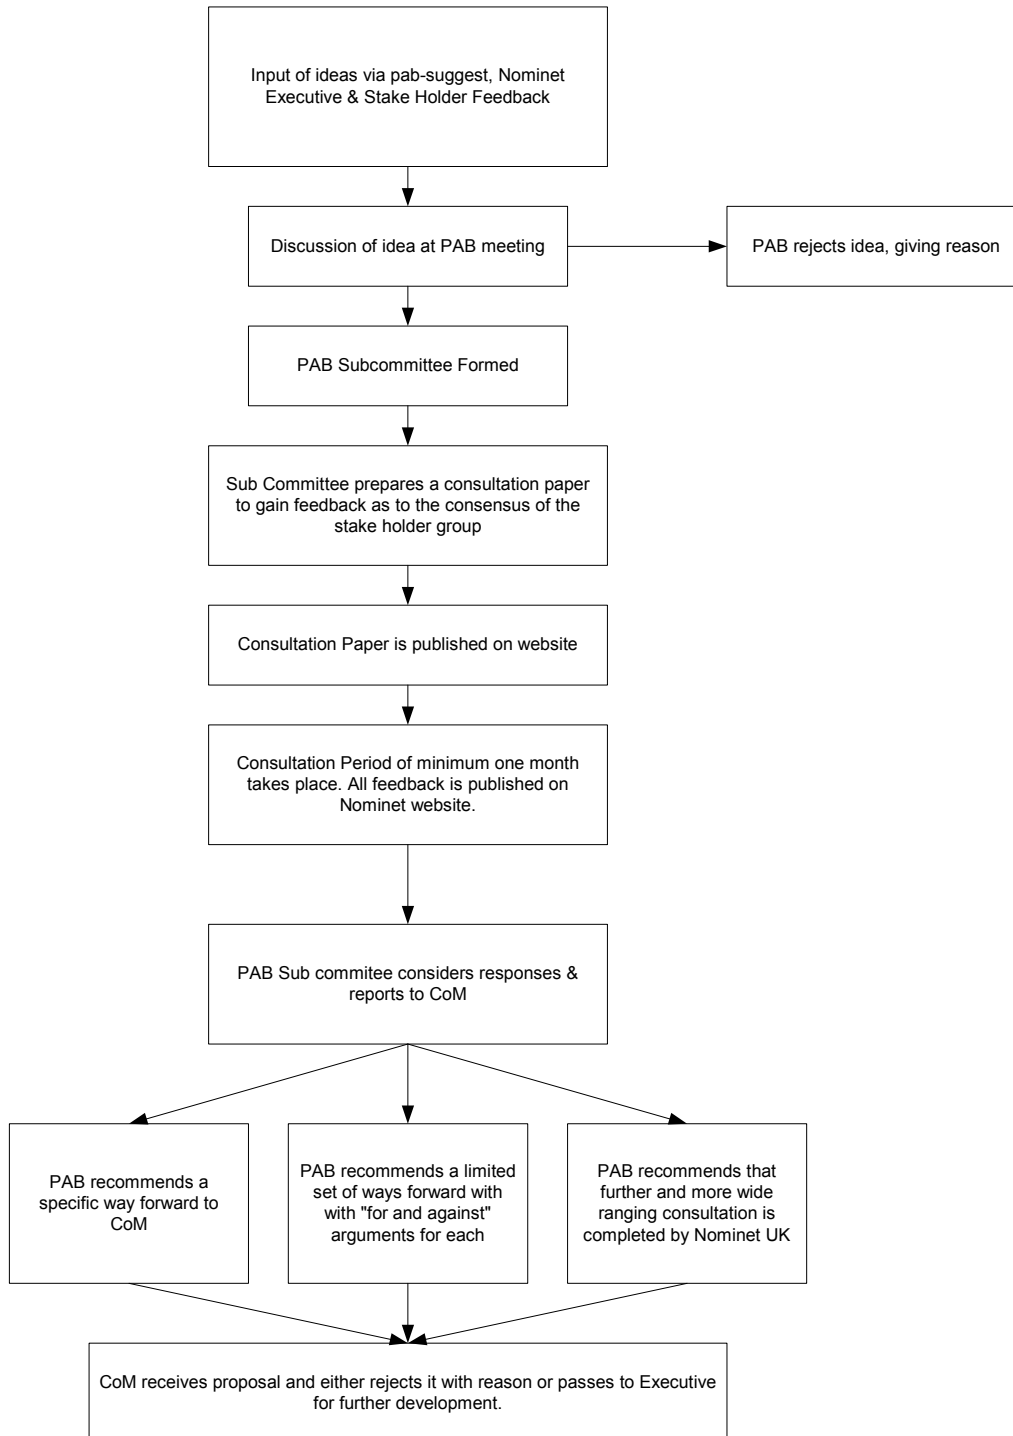 Input of ideas via pab-suggest, Nominet
Executive & Stake Holder Feedback
Discussion of idea at PAB meeting
PAB rejects idea, giving reason
PAB Subcommittee Formed
Sub Committee prepares a consultation paper
to gain feedback as to the consensus of the
stake holder group
Consultation Paper is published on website
Consultation Period of minimum one month
takes place. All feedback is published on
Nominet website.
PAB Sub commitee considers responses &
reports to CoM
PAB recommends a
specific way forward to
CoM
PAB recommends a limited
set of ways forward with
with "for and against"
arguments for each
PAB recommends that
further and more wide
ranging consultation is
completed by Nominet UK
CoM receives proposal and either rejects it with reason or passes to Executive
for further development.